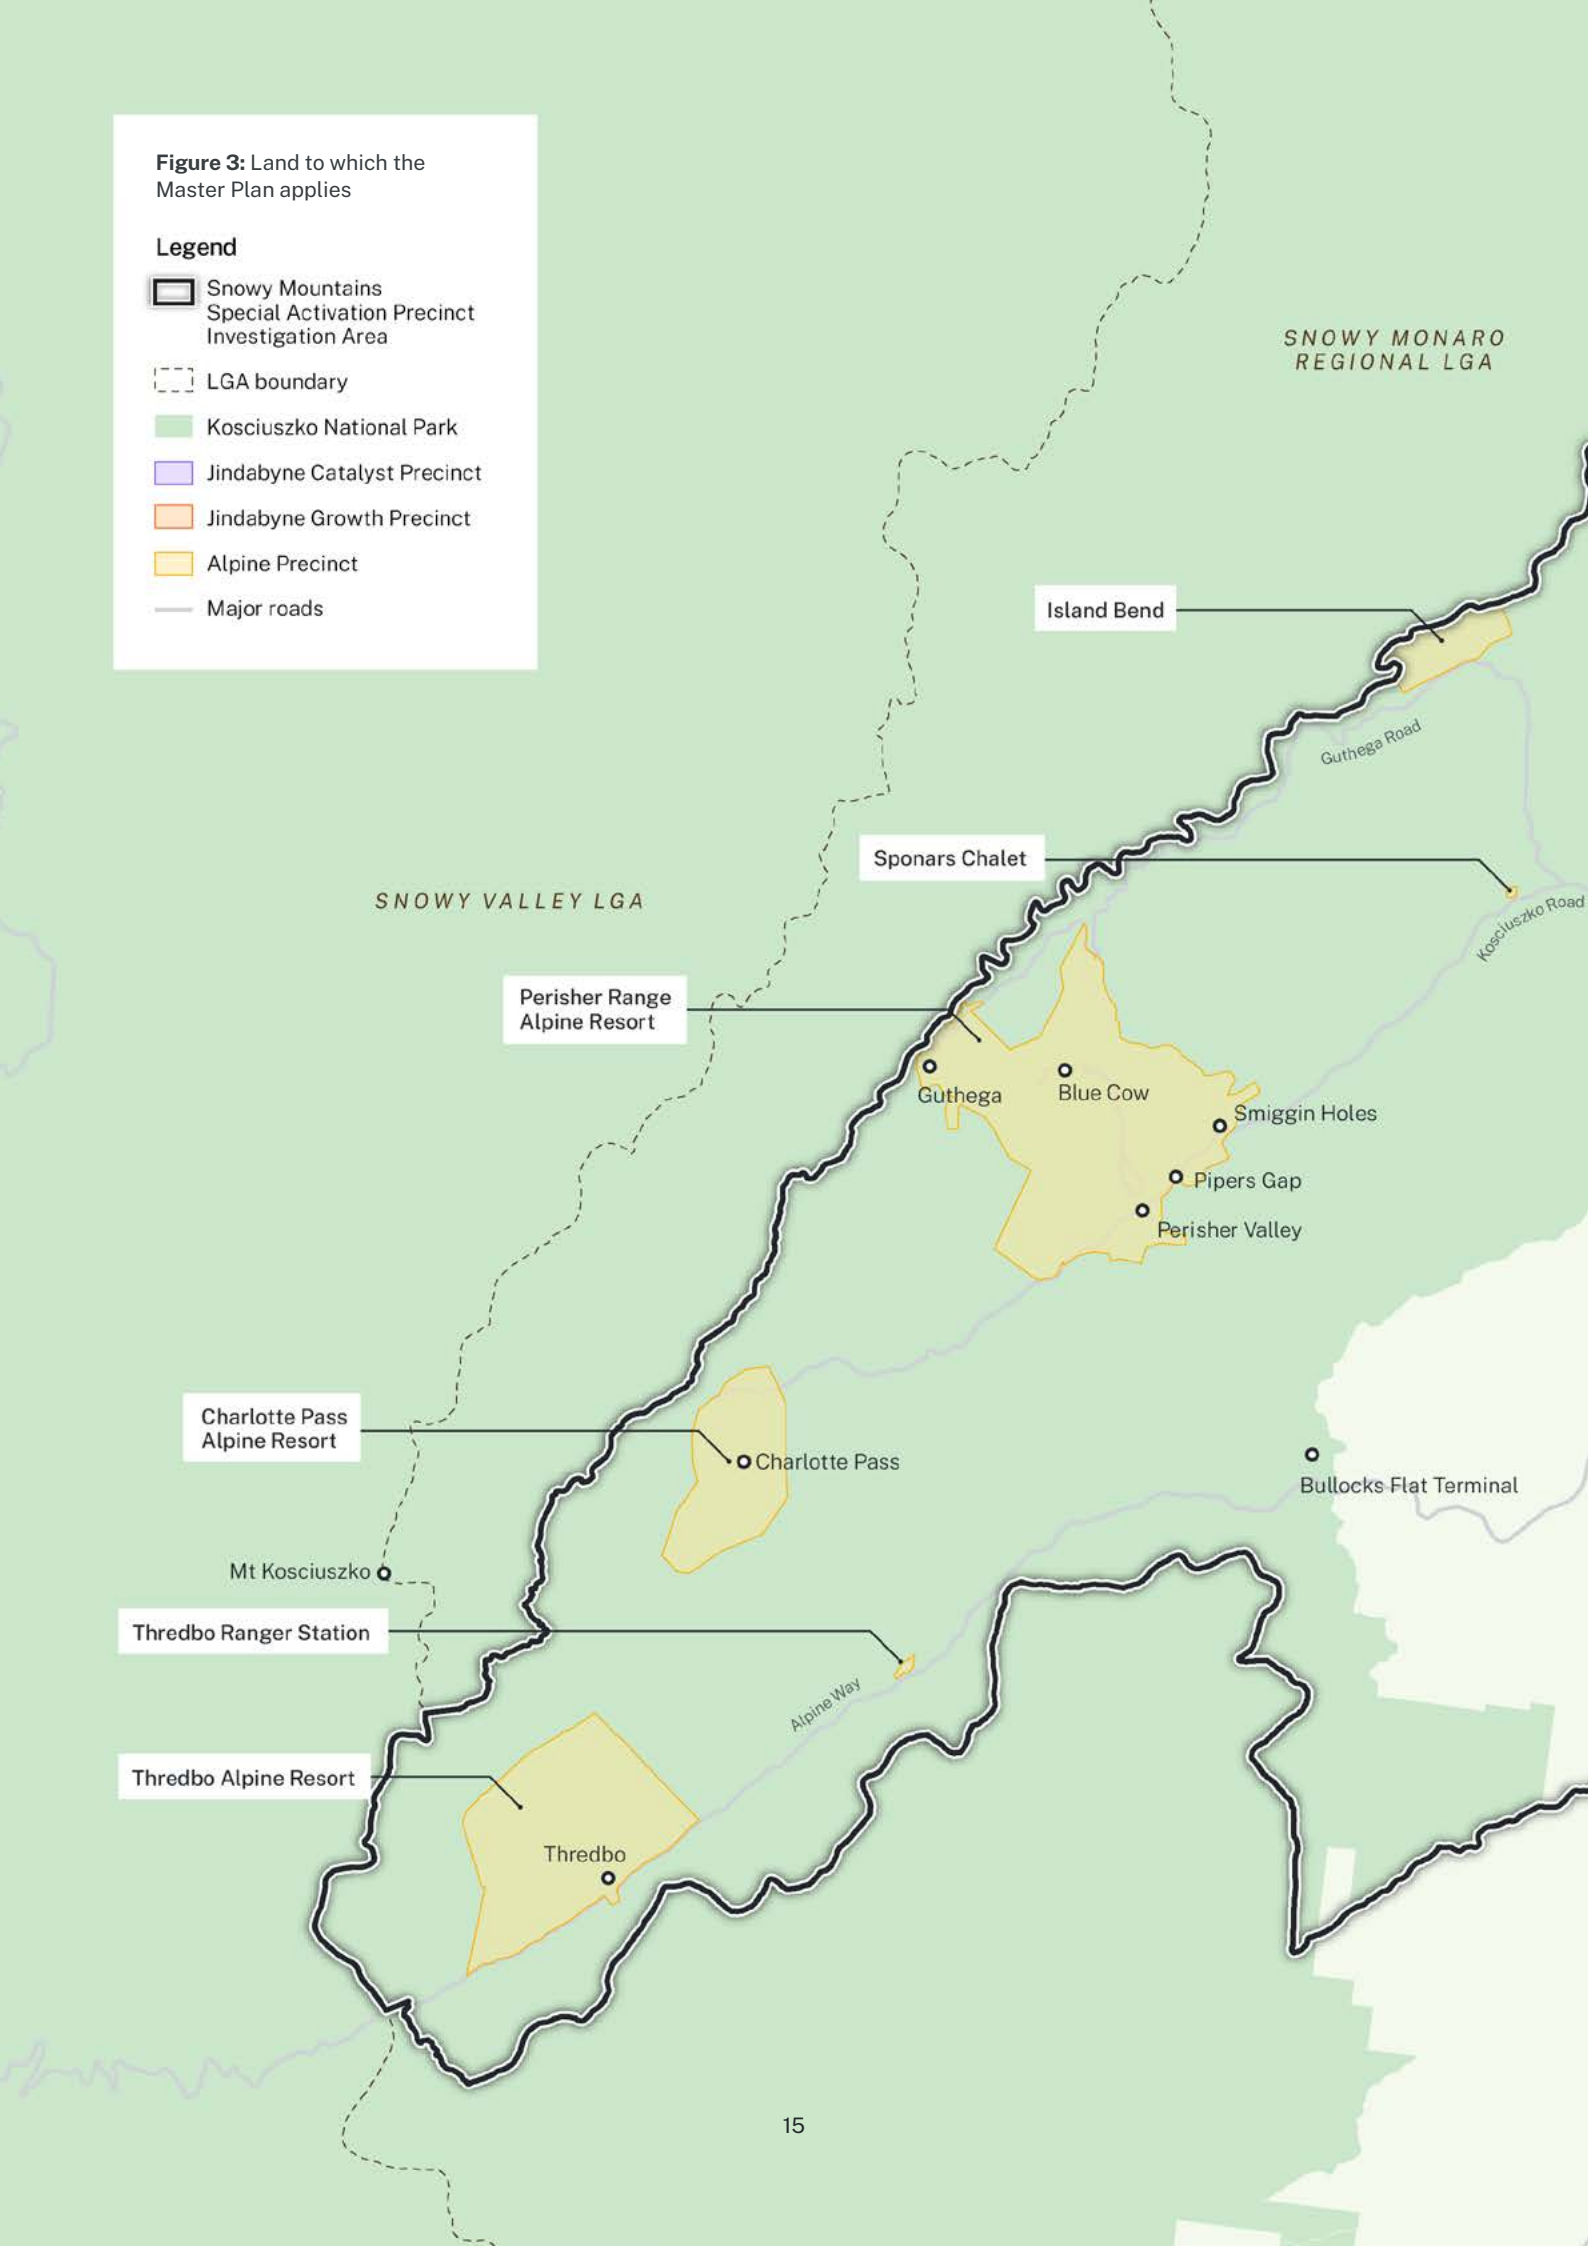 Figure 3: Land to which the
Master Plan applies
Legend
Snowy Mountains
Special Activation Precinct
Investigation Area
LGA boundary
Kosciuszko National Park
Jindabyne Catalyst Precinct
Jindabyne Growth Precinct
Alpine Precinct
Major roads
SNOWY MONARO
REGIONAL LGA
Island Bend
Guthega Road
Sponars Chalet
SNOWY VALLEY LGA
Kosciuszko Road
Perisher Range
Alpine Resort
Guthega
Blue Cow
Smiggin Holes
Pipers Gap
Perisher Valley
Charlotte Pass
Alpine Resort
Charlotte Pass
Bullocks Flat Terminal
Mt Kosciuszko
Thredbo Ranger Station
Alpine Way
Thredbo Alpine Resort
Thredbo
15